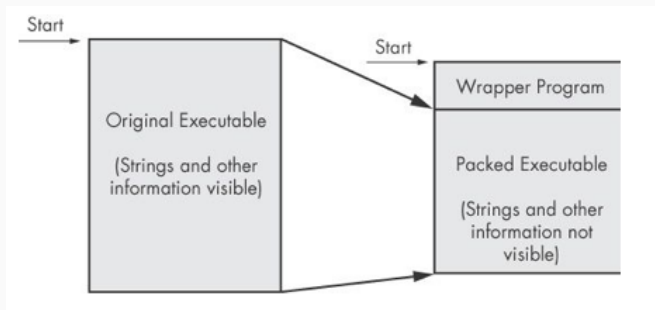 Start
Original Executable
(Strings and other
information visible)
Start
Wrapper Program
Packed Executable
(Strings and other
information not
visible)